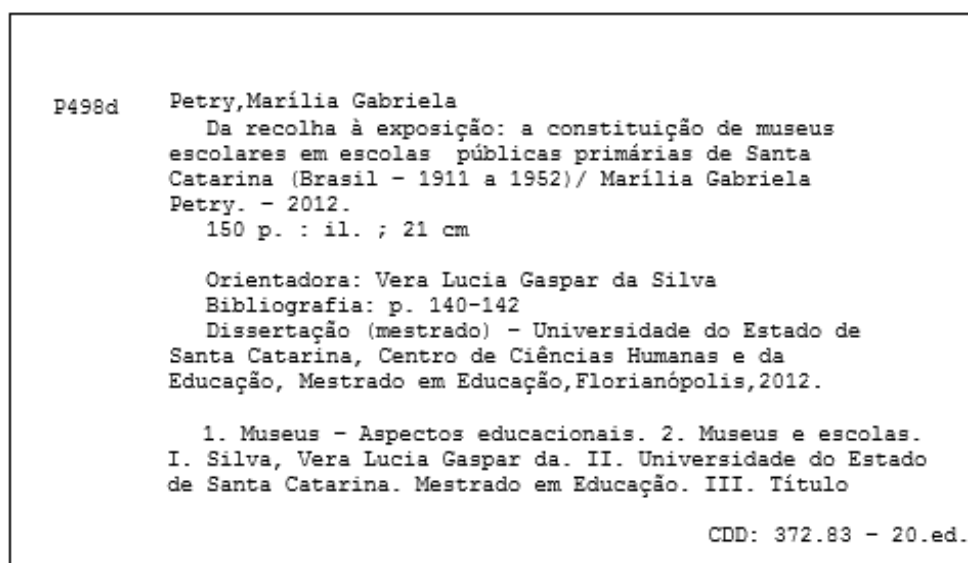 P498d Petry,Marília Gabriela
Da recolha à exposição: a constituição de museus
escolares em escolas públicas primárias de Santa
Catarina (Brasil – 1911 a 1952)/ Marília Gabriela
Petry. – 2012.
150 p. : il. ; 21 cm
Orientadora: Vera Lucia Gaspar da Silva
Bibliografia: p. 140-142
Dissertação (mestrado) – Universidade do Estado de
Santa Catarina, Centro de Ciências Humanas e da
Educação, Mestrado em Educação,Florianópolis,2012.
1. Museus – Aspectos educacionais. 2. Museus e escolas.
I. Silva, Vera Lucia Gaspar da. II. Universidade do Estado
de Santa Catarina. Mestrado em Educação. III. Título
CDD: 372.83 – 20.ed.